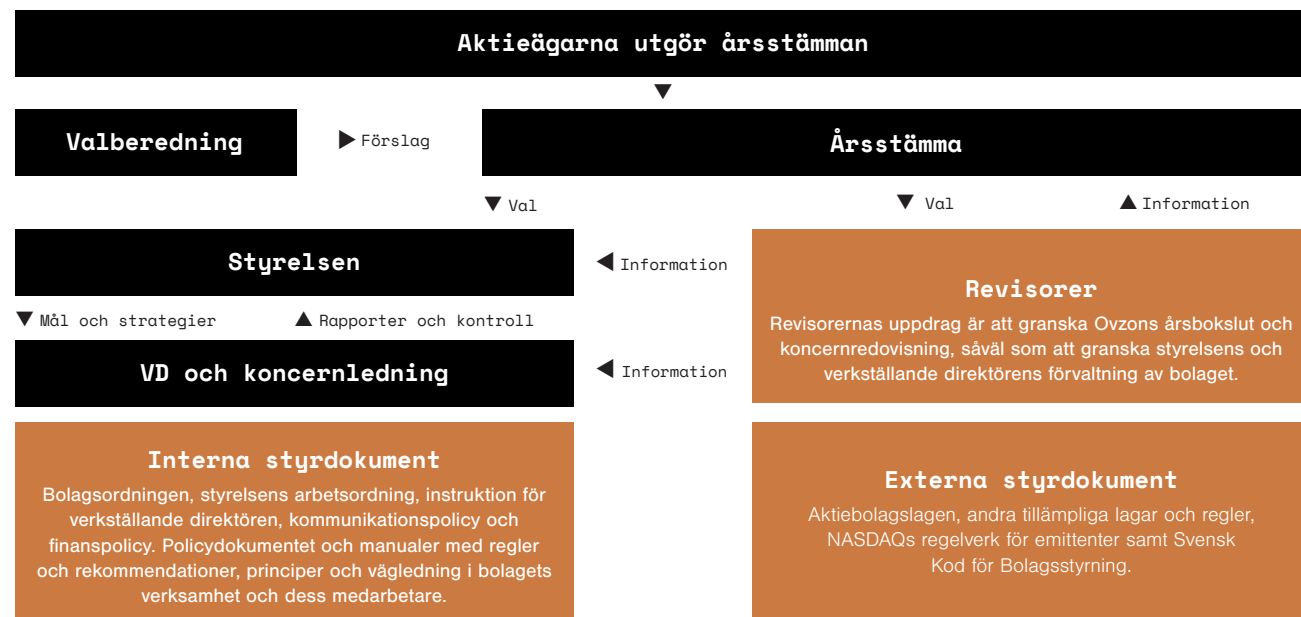 Aktieägarna utgör årsstämman
Valberedning
Förslag
Årsstämma
Val
Val
Information
Styrelsen
Information
Mål och strategier
Rapporter och kontroll
VD och koncernledning
Information
Revisorer
Revisorernas uppdrag är att granska Ovzons årsbokslut och
koncernredovisning, såväl som att granska styrelsens och
verkställande direktörens förvaltning av bolaget.
Interna styrdokument
Bolagsordningen, styrelsens arbetsordning, instruktion för
verkställande direktören, kommunikationspolicy och
finanspolicy. Policydokumentet och manualer med regler
och rekommendationer, principer och vägledning i bolagets
verksamhet och dess medarbetare.
Externa styrdokument
Aktiebolagslagen, andra tillämpliga lagar och regler,
NASDAQs regelverk för emittenter samt Svensk
Kod för Bolagsstyrning.